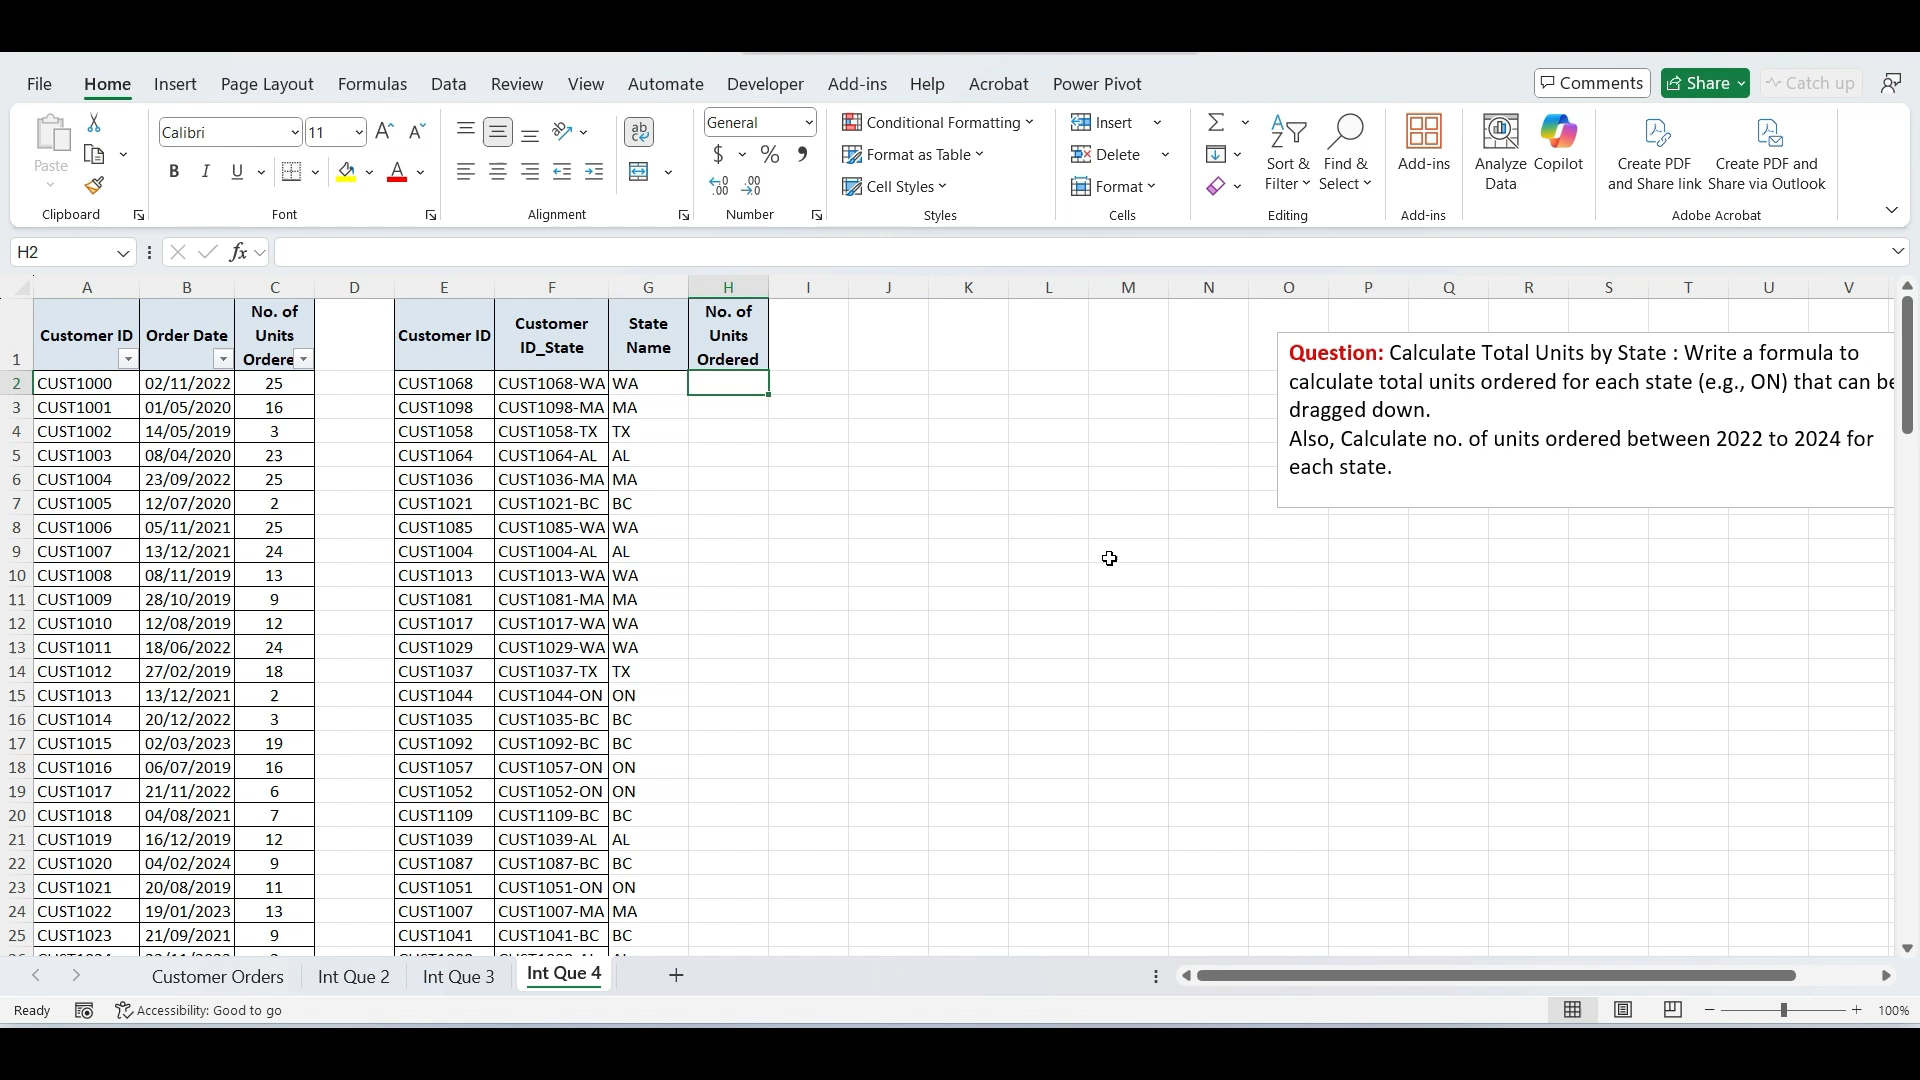 File Home Insert Page Layout Formulas Data Review View Automate Developer Add-ins Help Acrobat Power Pivot Comments Share Catch up
Paste
Calibri 11
B I U
ab
General
$ % ,
Conditional Formatting
Format as Table
Cell Styles
Insert
Delete
Format
Sort &
Filter
Find &
Select
Add-ins
Analyze
Data
Copilot
Create PDF
and Share link
Create PDF and
Share via Outlook
Clipboard Font Alignment Number Styles Cells Editing Add-ins Adobe Acrobat
H2 fx
A B C D E F G H I J K L M N O P Q R S T U V
1 Customer ID Order Date No. of Units Ordere Customer ID Customer ID_State State Name No. of Units Ordered
2 CUST1000 02/11/2022 25 CUST1068 CUST1068-WA WA
3 CUST1001 01/05/2020 16 CUST1098 CUST1098-MA MA
4 CUST1002 14/05/2019 3 CUST1058 CUST1058-TX TX
5 CUST1003 08/04/2020 23 CUST1064 CUST1064-AL AL
6 CUST1004 23/09/2022 25 CUST1036 CUST1036-MA MA
7 CUST1005 12/07/2020 2 CUST1021 CUST1021-BC BC
8 CUST1006 05/11/2021 25 CUST1085 CUST1085-WA WA
9 CUST1007 13/12/2021 24 CUST1004 CUST1004-AL AL
10 CUST1008 08/11/2019 13 CUST1013 CUST1013-WA WA
11 CUST1009 28/10/2019 9 CUST1081 CUST1081-MA MA
12 CUST1010 12/08/2019 12 CUST1017 CUST1017-WA WA
13 CUST1011 18/06/2022 24 CUST1029 CUST1029-WA WA
14 CUST1012 27/02/2019 18 CUST1037 CUST1037-TX TX
15 CUST1013 13/12/2021 2 CUST1044 CUST1044-ON ON
16 CUST1014 20/12/2022 3 CUST1035 CUST1035-BC BC
17 CUST1015 02/03/2023 19 CUST1092 CUST1092-BC BC
18 CUST1016 06/07/2019 16 CUST1057 CUST1057-ON ON
19 CUST1017 21/11/2022 6 CUST1052 CUST1052-ON ON
20 CUST1018 04/08/2021 7 CUST1109 CUST1109-BC BC
21 CUST1019 16/12/2019 12 CUST1039 CUST1039-AL AL
22 CUST1020 04/02/2024 9 CUST1087 CUST1087-BC BC
23 CUST1021 20/08/2019 11 CUST1051 CUST1051-ON ON
24 CUST1022 19/01/2023 13 CUST1007 CUST1007-MA MA
25 CUST1023 21/09/2021 9 CUST1041 CUST1041-BC BC
Question: Calculate Total Units by State : Write a formula to
calculate total units ordered for each state (e.g., ON) that can be
dragged down.
Also, Calculate no. of units ordered between 2022 to 2024 for
each state.
Customer Orders Int Que 2 Int Que 3 Int Que 4
Ready Accessibility: Good to go 100%